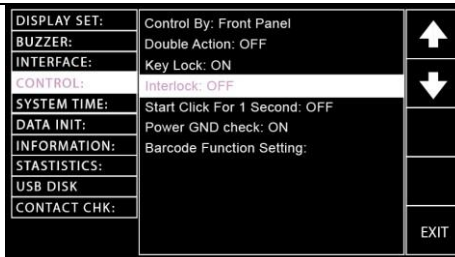 DISPLAY SET:
BUZZER:
INTERFACE:
CONTROL:
SYSTEM TIME:
DATA INIT:
INFORMATION:
STASTISTICS:
USB DISK
CONTACT CHK:
Control By: Front Panel
Double Action: OFF
Key Lock: ON
Interlock: OFF
Start Click For 1 Second: OFF
Power GND check: ON
Barcode Function Setting:
EXIT